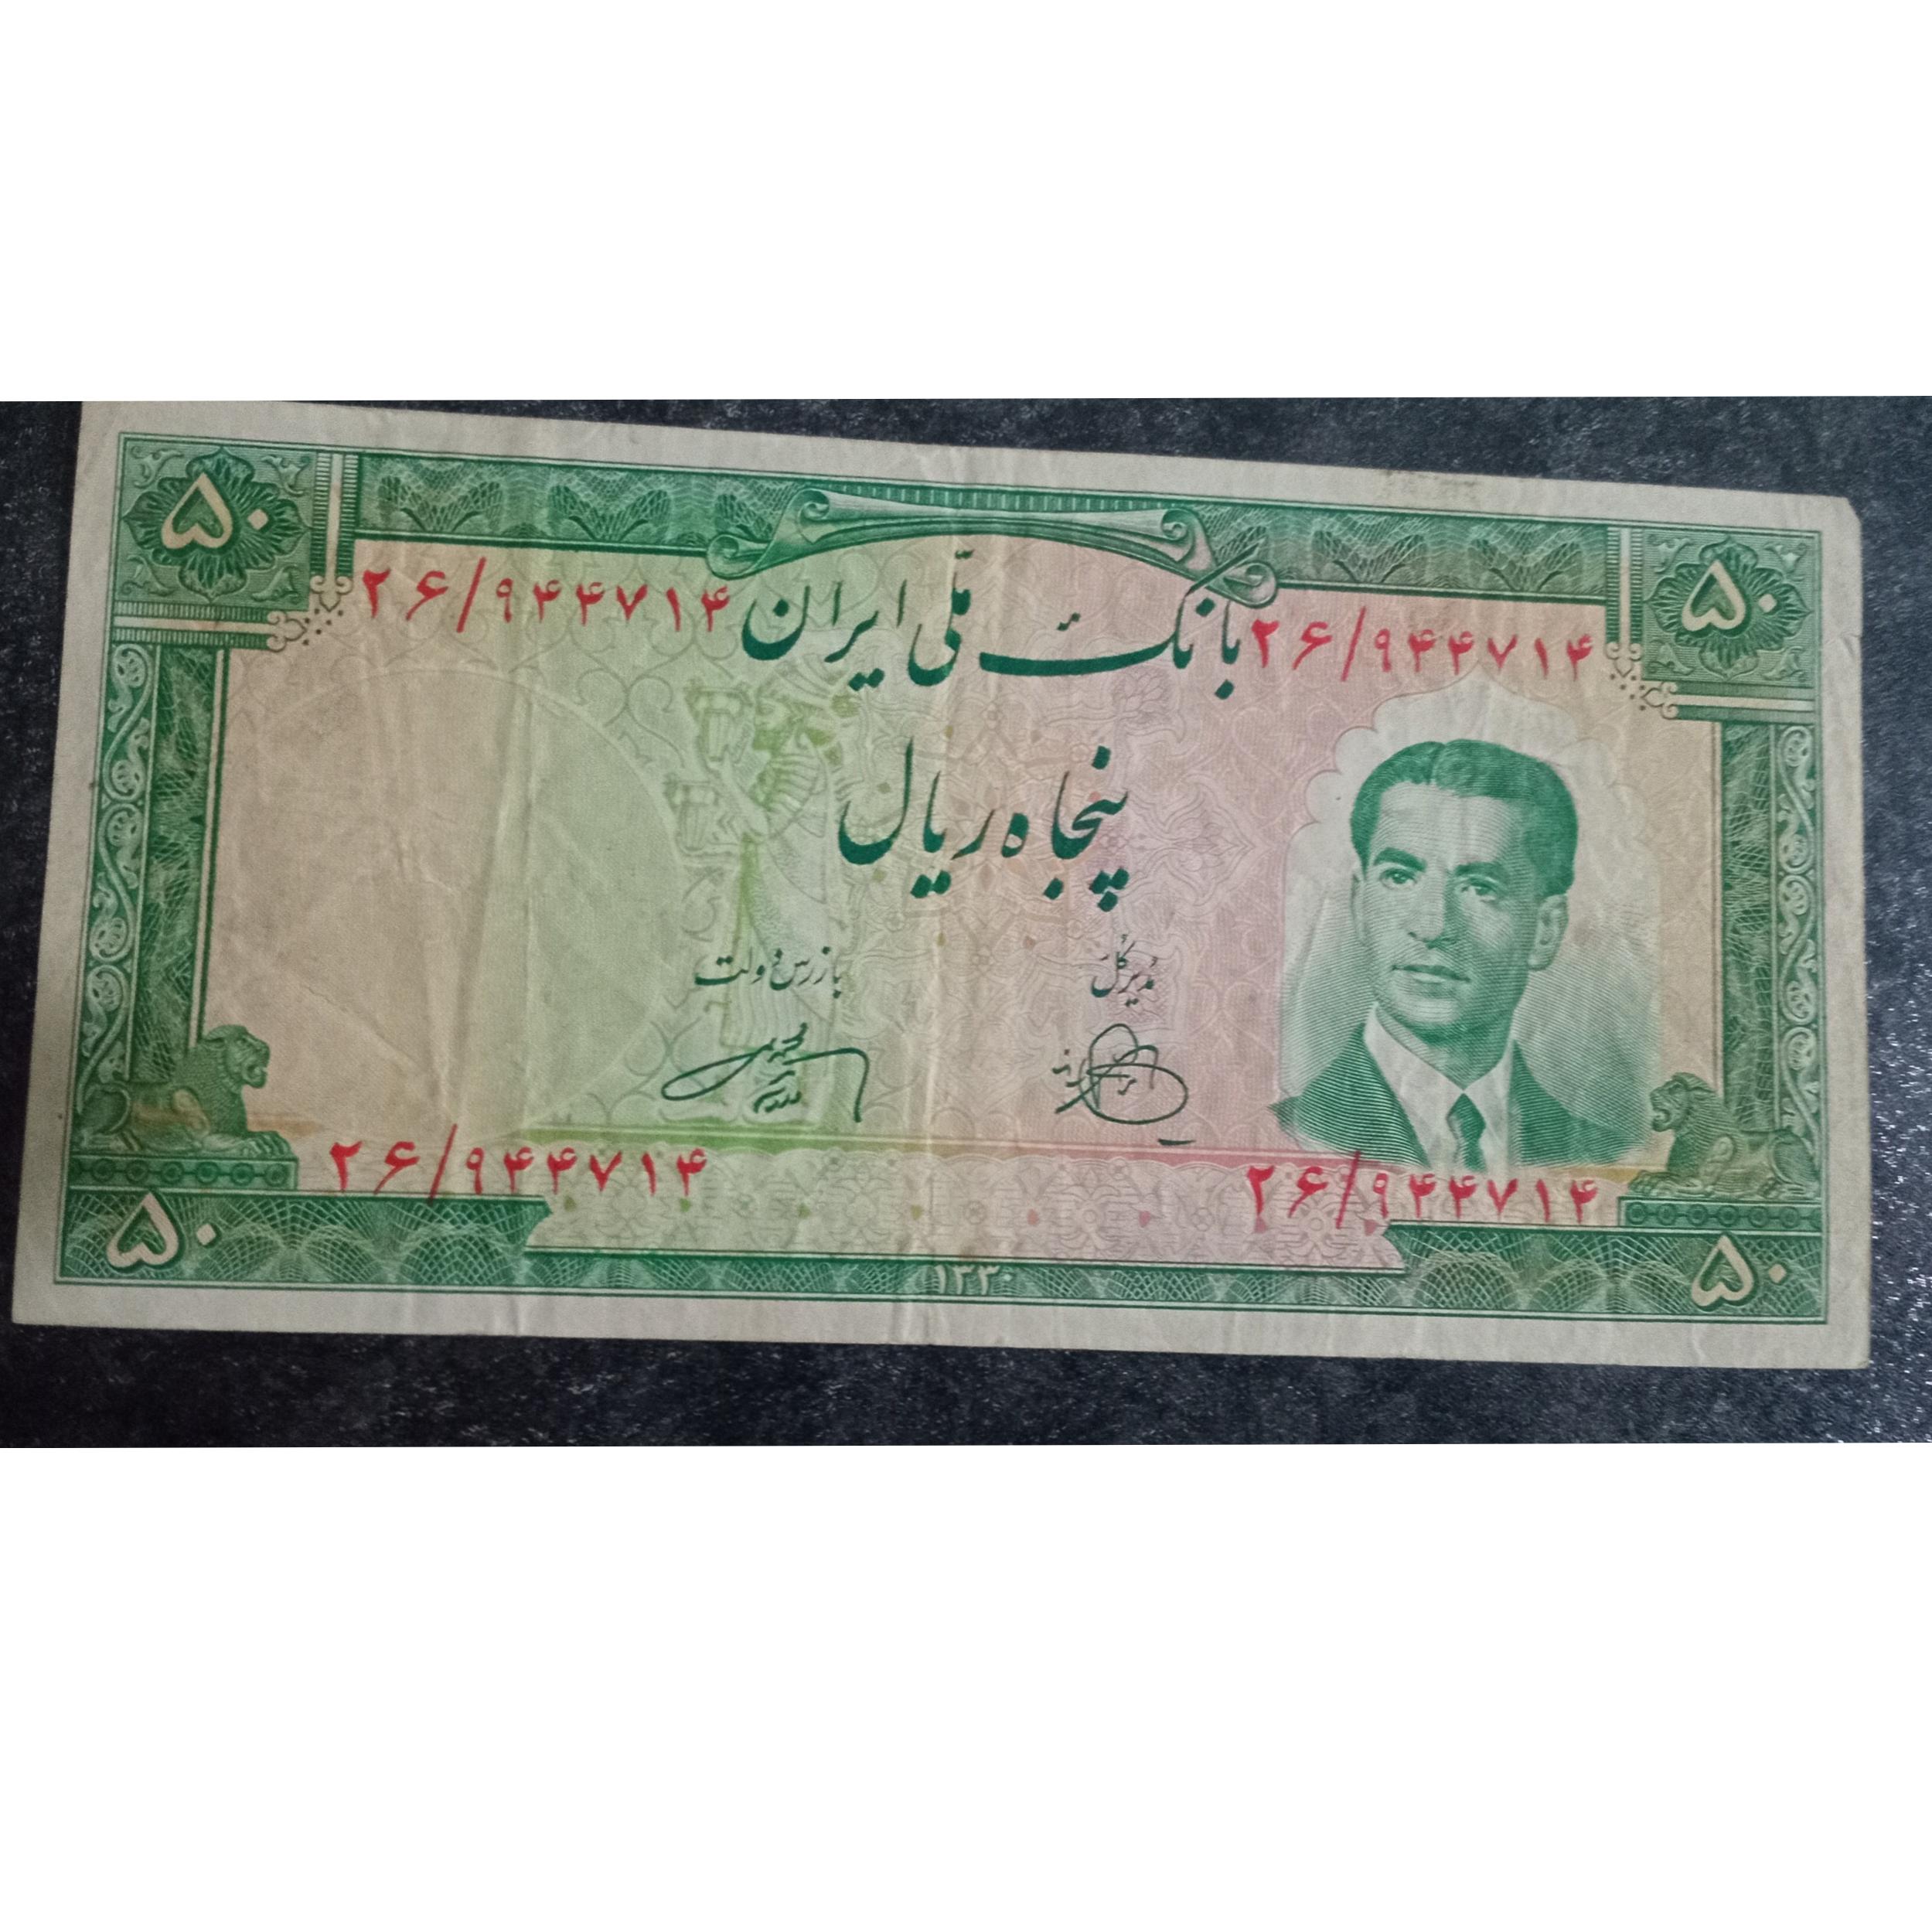 ۵۰
۵۰
۲۶/۹۴۴۷۱۴
بانک ملّی ایران
۲۶/۹۴۴۷۱۴
پنجاه ریال
مدیر کل
بازرس دولت
۲۶/۹۴۴۷۱۴
۲۶/۹۴۴۷۱۴
۵۰
۱۳۳۰
۵۰